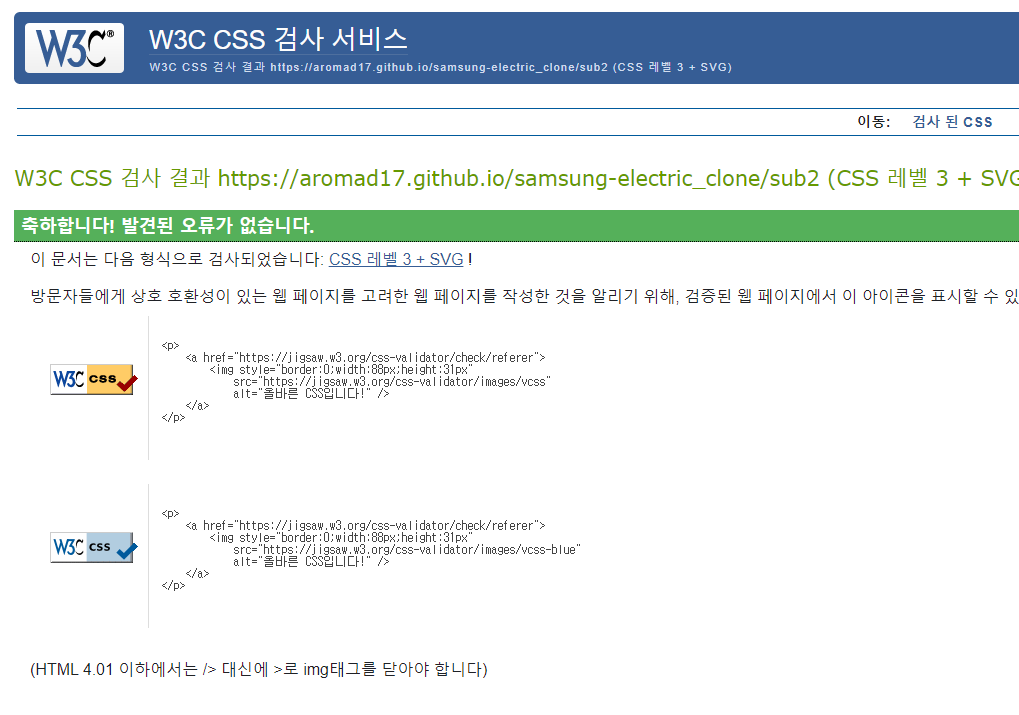 W3C®
W3C CSS 검사 서비스
W3C CSS 검사 결과 https://aromad17.github.io/samsung-electric_clone/sub2 (CSS 레벨 3 + SVG)
이동: 검사 된 CSS
W3C CSS 검사 결과 https://aromad17.github.io/samsung-electric_clone/sub2 (CSS 레벨 3 + SVG
축하합니다! 발견된 오류가 없습니다.
이 문서는 다음 형식으로 검사되었습니다: CSS 레벨 3 + SVG !
방문자들에게 상호 호환성이 있는 웹 페이지를 고려한 웹 페이지를 작성한 것을 알리기 위해, 검증된 웹 페이지에서 이 아이콘을 표시할 수 있
W3C css
<p>
<a href="https://jigsaw.w3.org/css-validator/check/referer">
<img style="border:0;width:88px;height:31px"
src="https://jigsaw.w3.org/css-validator/images/vcss"
alt="올바른 CSS입니다!" />
</a>
</p>
W3C css
<p>
<a href="https://jigsaw.w3.org/css-validator/check/referer">
<img style="border:0;width:88px;height:31px"
src="https://jigsaw.w3.org/css-validator/images/vcss-blue"
alt="올바른 CSS입니다!" />
</a>
</p>
(HTML 4.01 이하에서는 /> 대신에 >로 img태그를 닫아야 합니다)